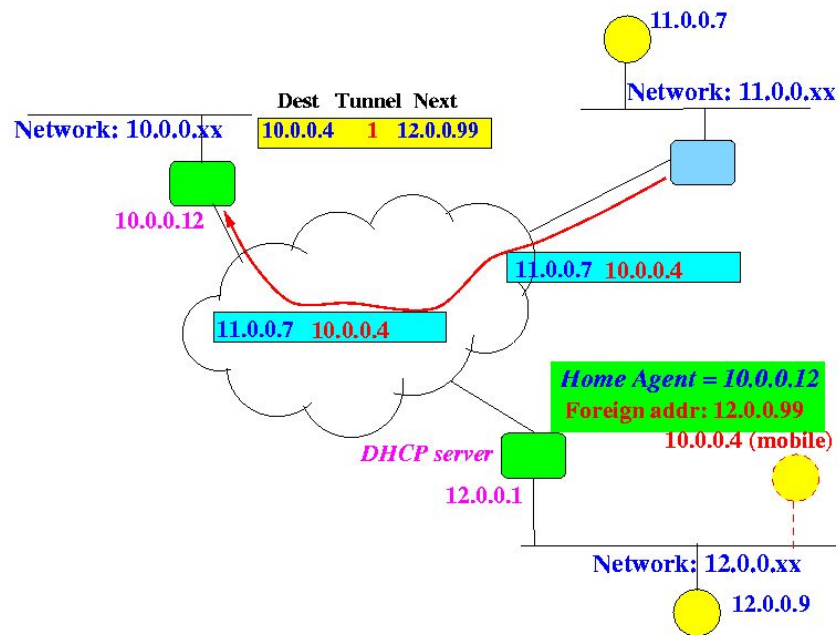 11.0.0.7
Dest Tunnel Next
Network: 11.0.0.xx
Network: 10.0.0.xx
10.0.0.4 1 12.0.0.99
10.0.0.12
11.0.0.7 10.0.0.4
11.0.0.7 10.0.0.4
Home Agent = 10.0.0.12
Foreign addr: 12.0.0.99
10.0.0.4 (mobile)
DHCP server
12.0.0.1
Network: 12.0.0.xx
12.0.0.9